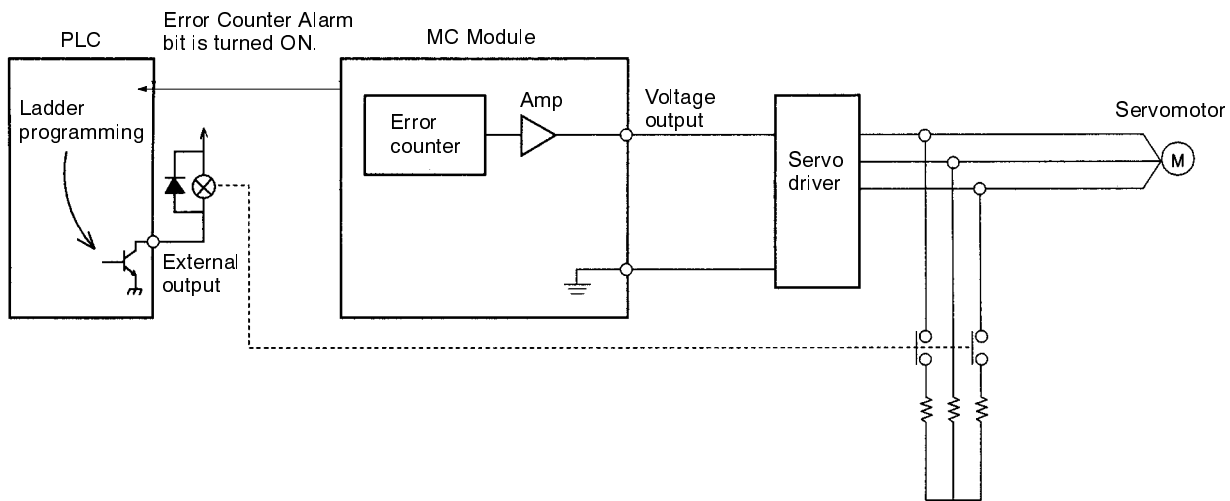 Error Counter Alarm
bit is turned ON.
PLC
MC Module
Ladder
programming
Error
counter
Amp
Voltage
output
Servo
driver
Servomotor
M
External
output